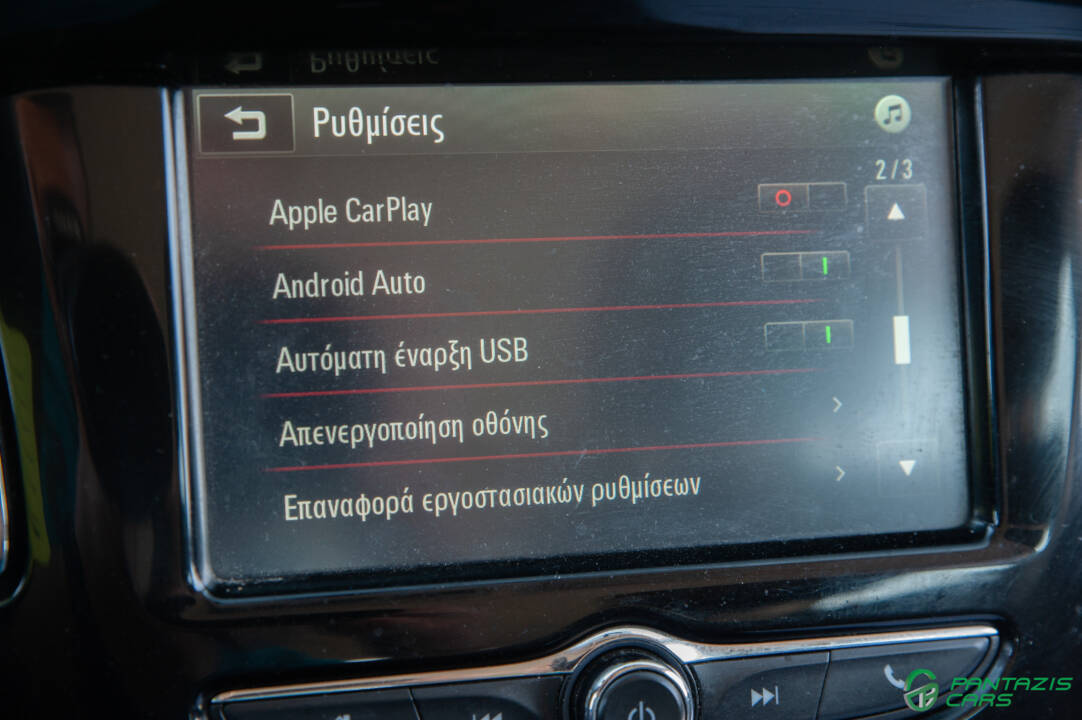 Ρυθμίσεις
2/3
Apple CarPlay
Android Auto
Αυτόματη έναρξη USB
Απενεργοποίηση οθόνης
Επαναφορά εργοστασιακών ρυθμίσεων
PANTAZIS
CARS